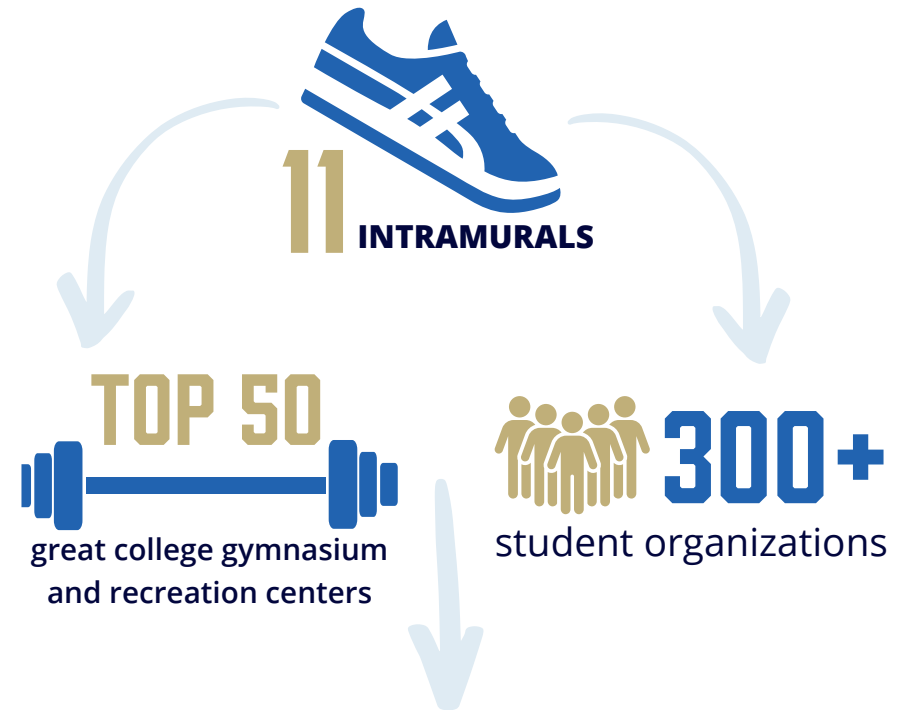 11 INTRAMURALS
TOP 50
great college gymnasium
and recreation centers
300+
student organizations